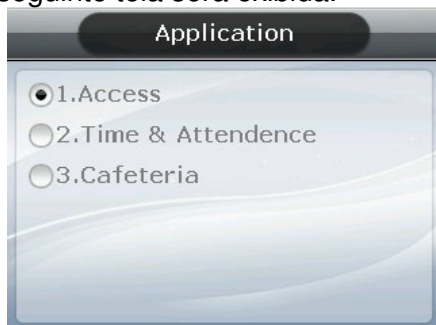 seguinte tela será exibida.
Application
1.Access
2.Time & Attendence
3.Cafeteria